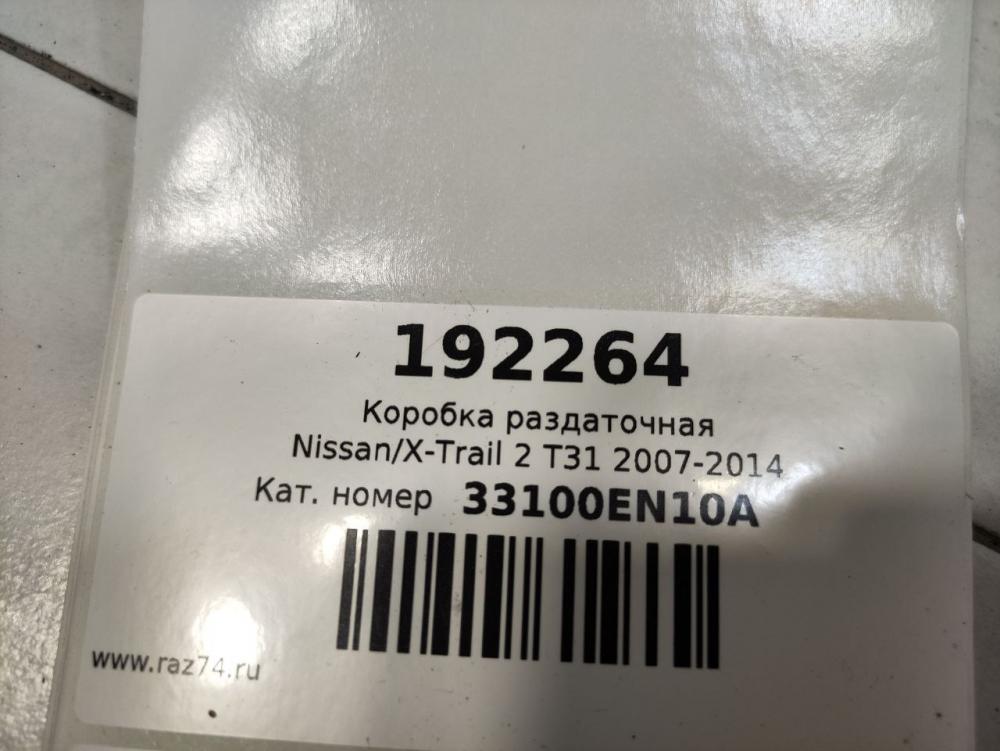 192264
Коробка раздаточная
Nissan/X-Trail 2 T31 2007-2014
Кат. номер 33100EN10A
www.raz74.ru